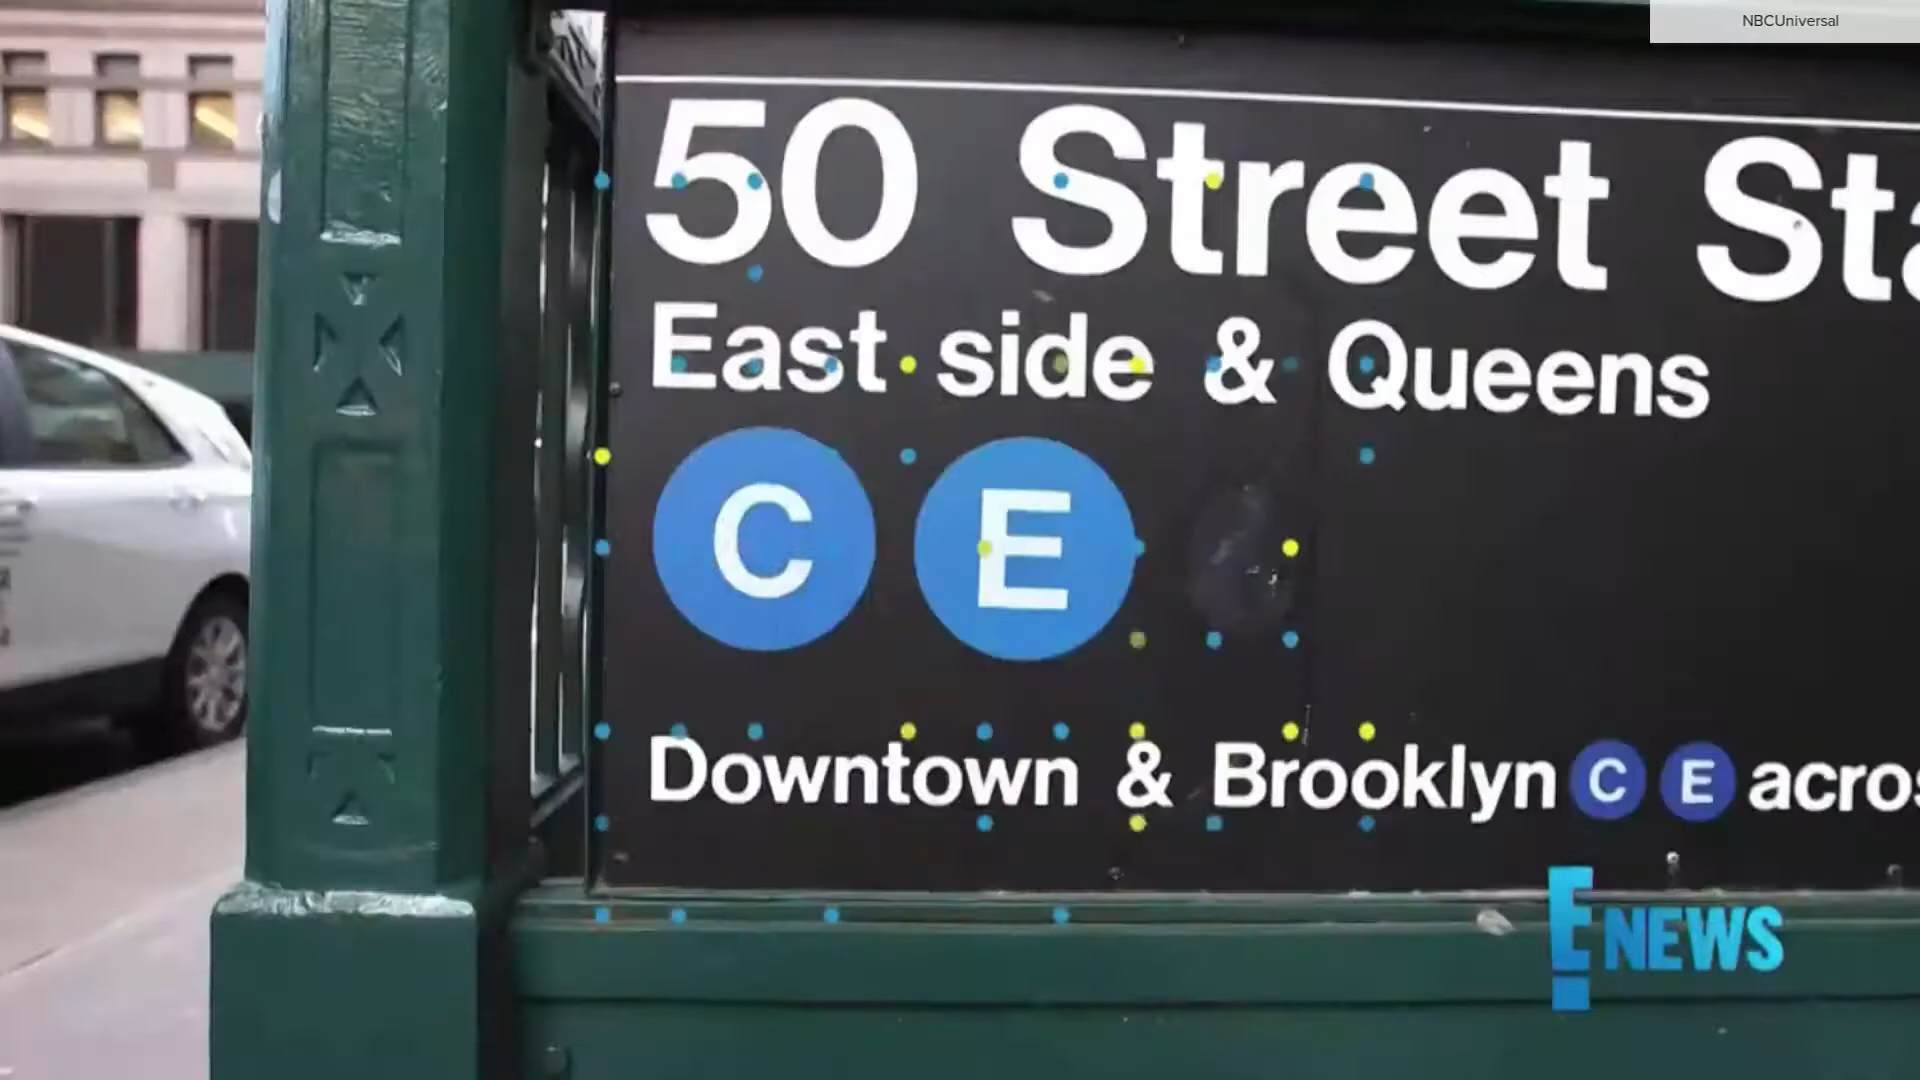 NBCUniversal
50 Street Sta
East side & Queens
C E
Downtown & Brooklyn C E acros
E! NEWS